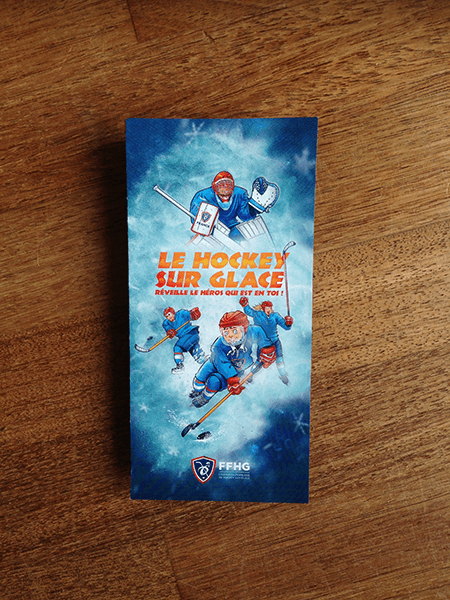 LE HOCKEY
SUR GLACE
RÉVEILLE LE HÉROS QUI EST EN TOI !
FFHG